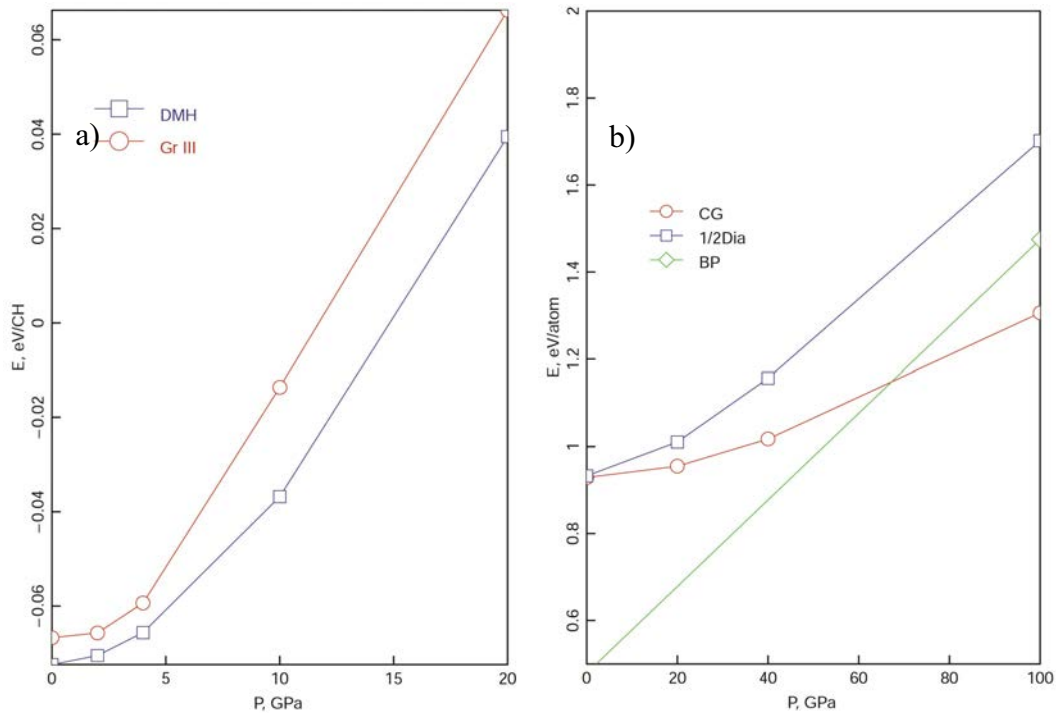 a)
DMH
Gr III
E, eV/CH
0.06
0.04
0.02
0
−0.02
−0.04
−0.06
0 5 10 15 20
P, GPa
b)
CG
1/2Dia
BP
E, eV/atom
2
1.8
1.6
1.4
1.2
1
0.8
0.6
0 20 40 60 80 100
P, GPa